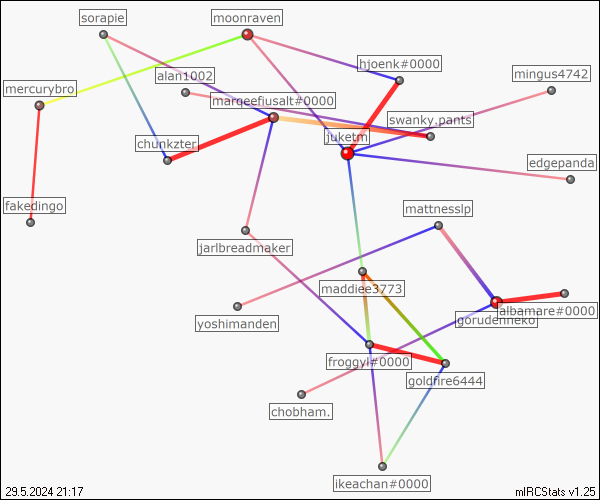 sorapie
moonraven
hjoenk#0000
mingus4742
alan1002
mercurybro
marqeefiusalt#0000
swanky.pants
juketm
chunkzter
edgepanda
fakedingo
mattnesslp
jarlbreadmaker
maddiee3773
albamare#0000
gorudenneko
yoshimanden
froggyl#0000
goldfire6444
chobham.
ikeachan#0000
29.5.2024 21:17
mIRCStats v1.25